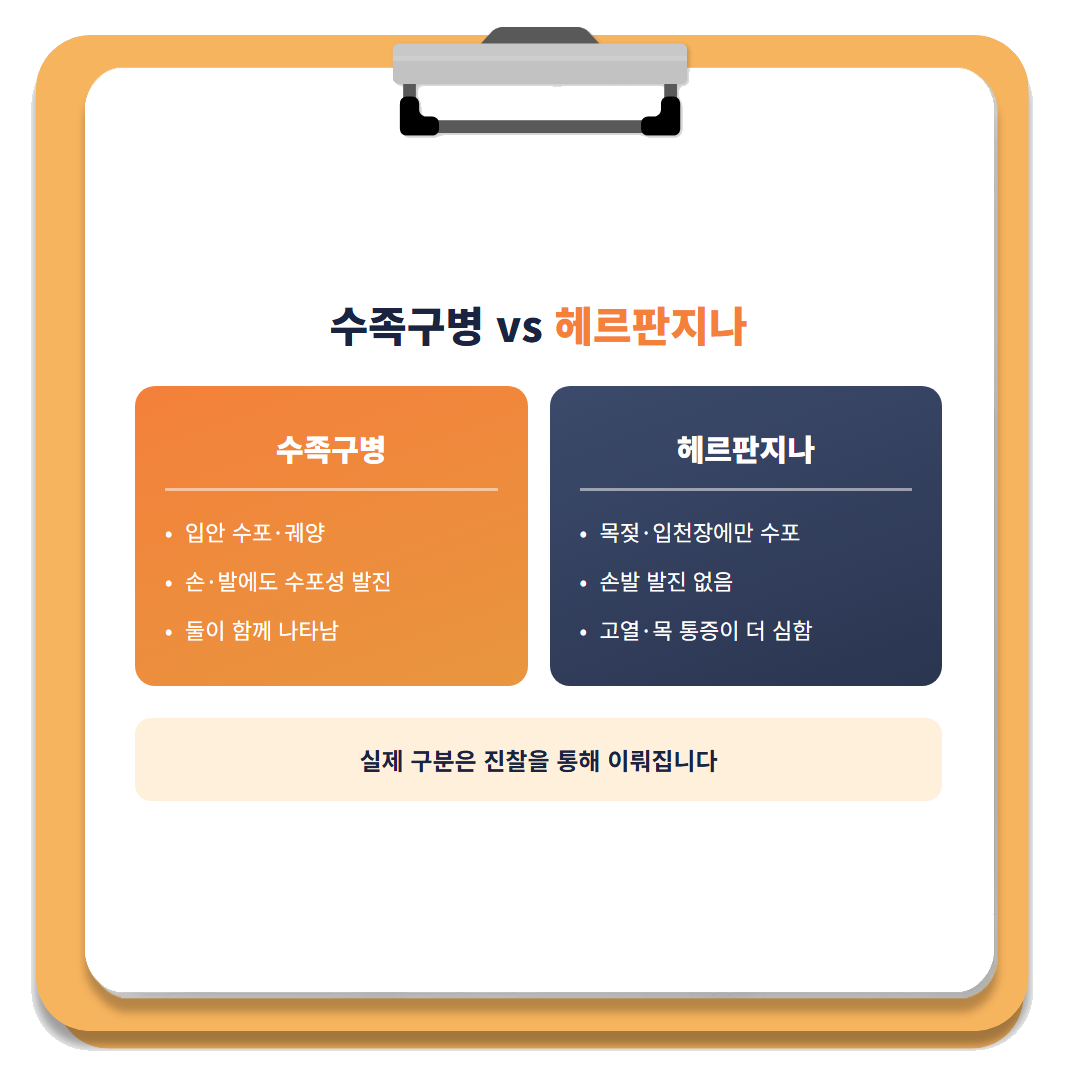 수족구병 vs 헤르판지나
수족구병
• 입안 수포·궤양
• 손·발에도 수포성 발진
• 둘이 함께 나타남
헤르판지나
• 목젖·입천장에만 수포
• 손발 발진 없음
• 고열·목 통증이 더 심함
실제 구분은 진찰을 통해 이뤄집니다